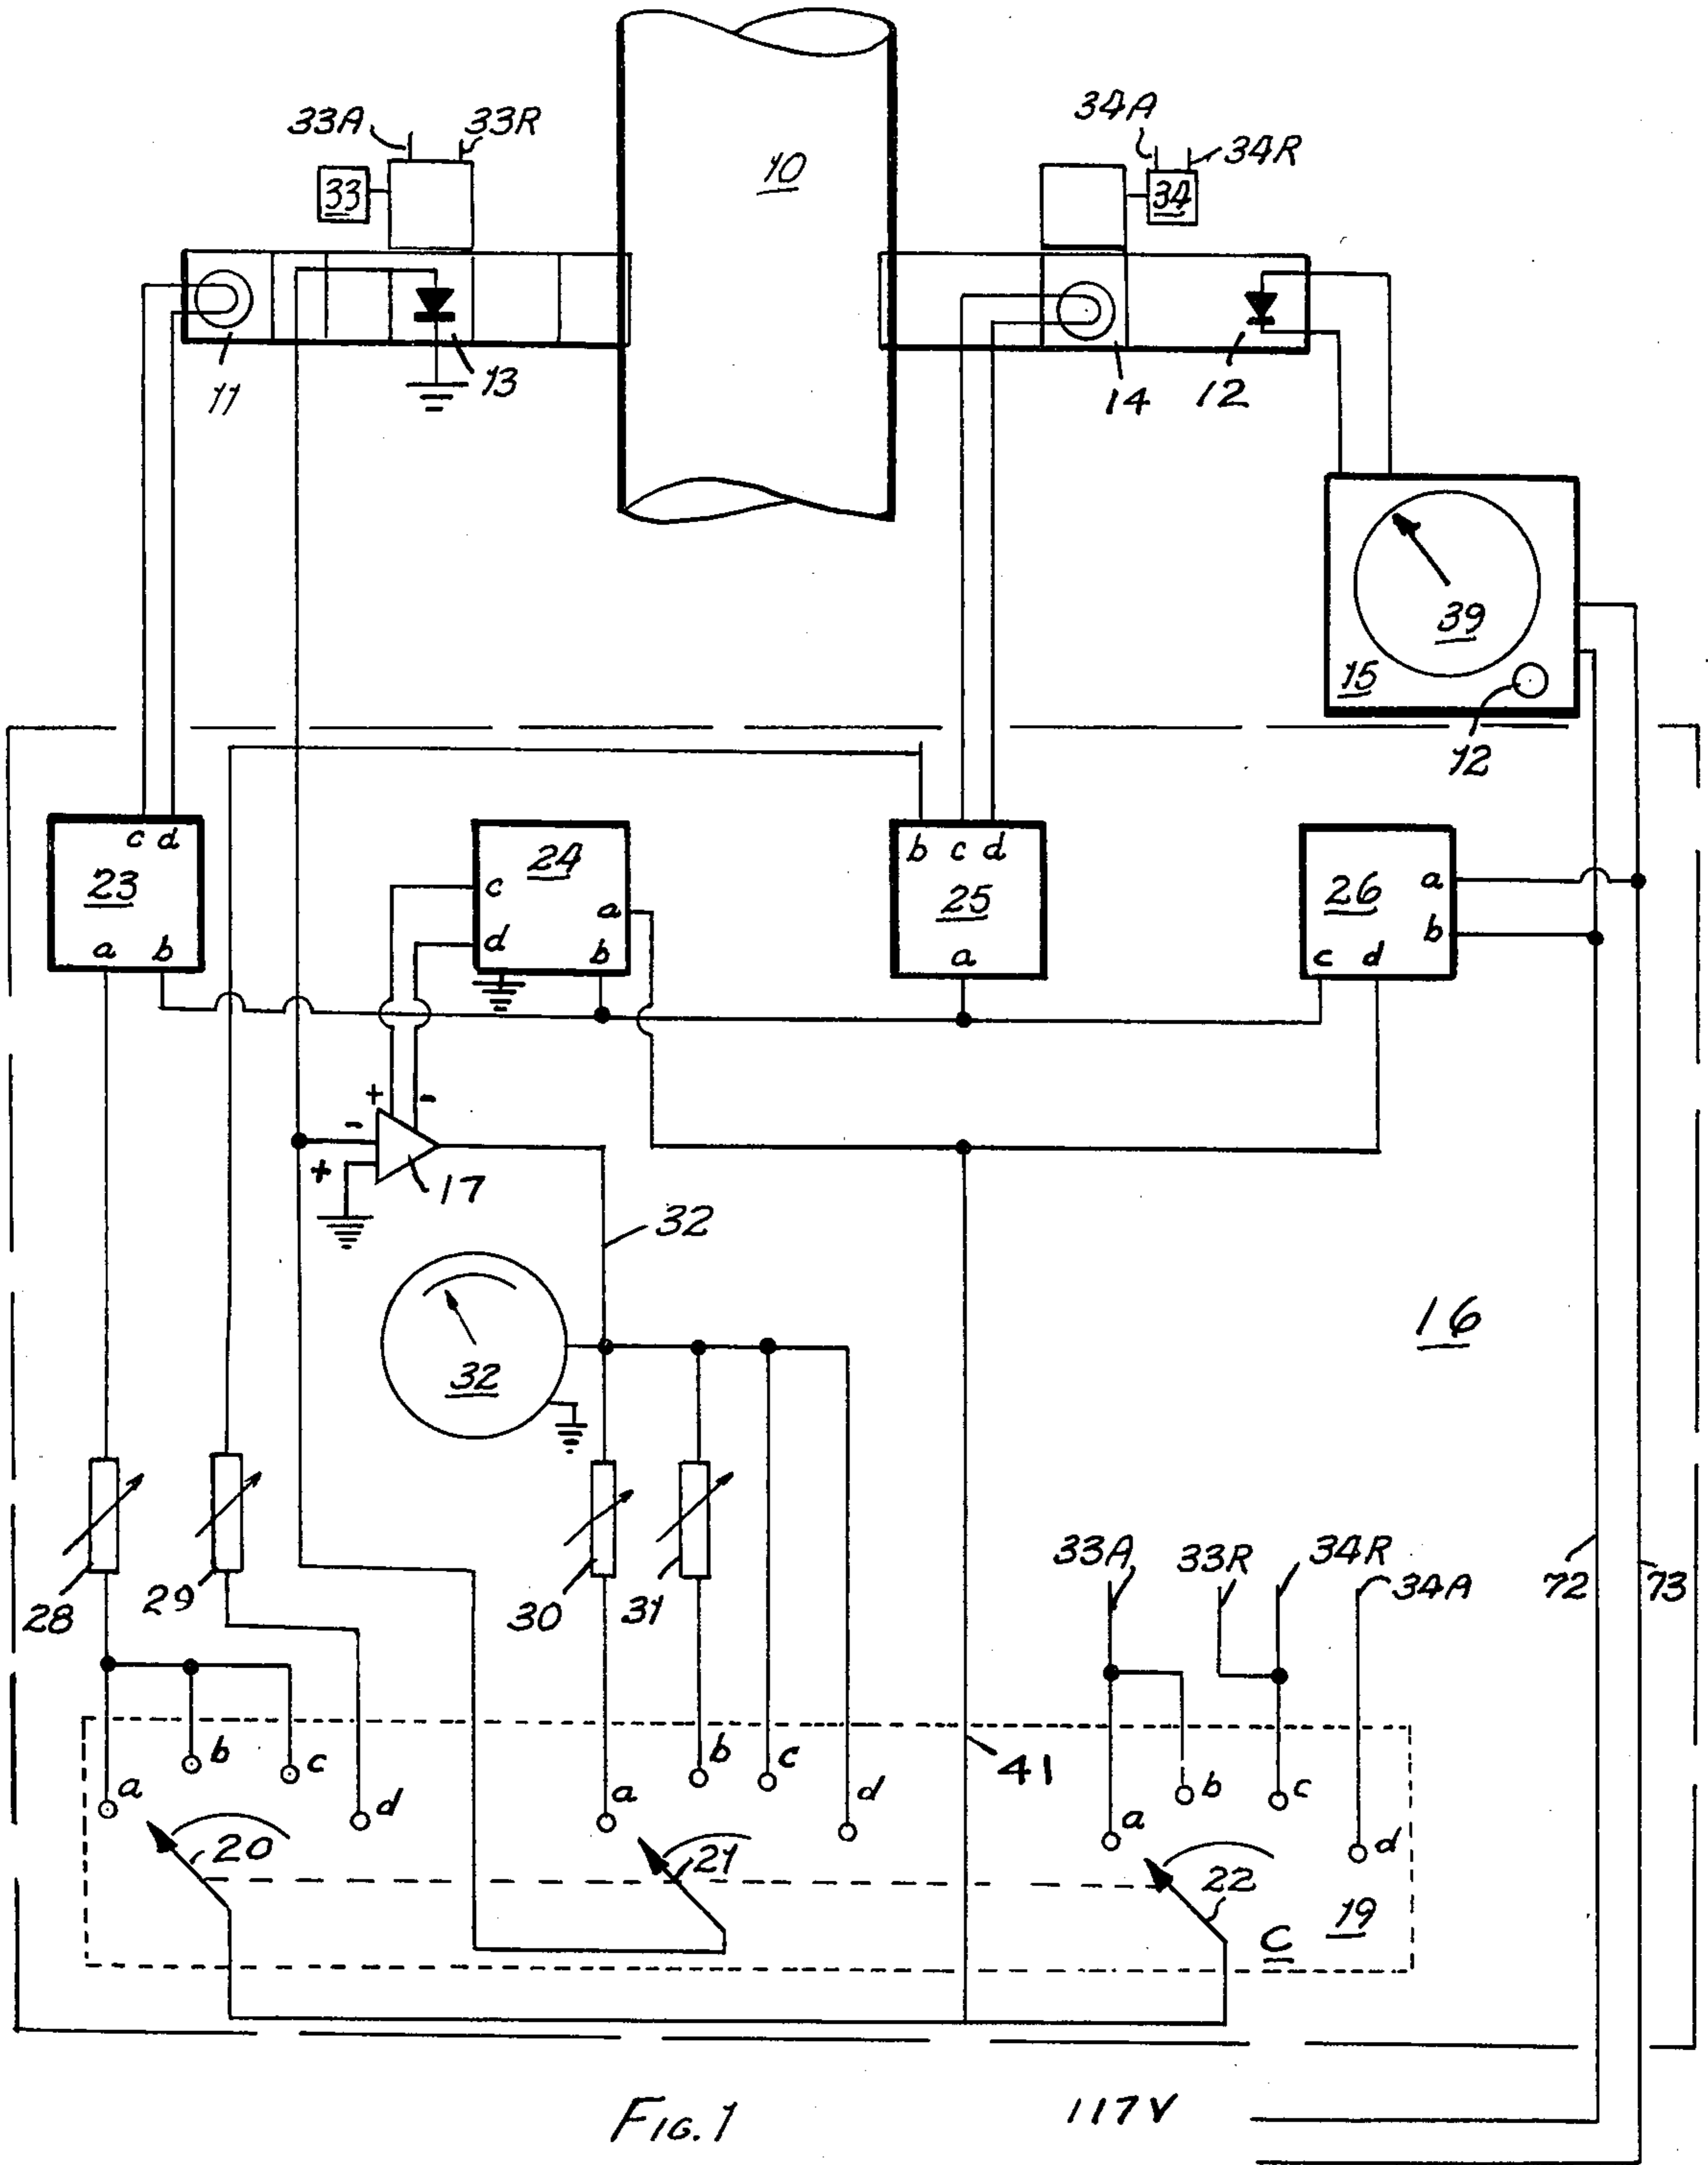 33A 33R
34A
34R
10
33
34
11
13
14
12
39
15
12
c d
23
a b
24
c
a
d
b
b c d
25
a
26
a
b
c d
+ -
-
+
17
32
32
16
28
29
30
31
33A 33R 34R
34A
72
73
a b c d
a b c d
a b c d
41
20
21
22
19
C
Fig. 1
117V